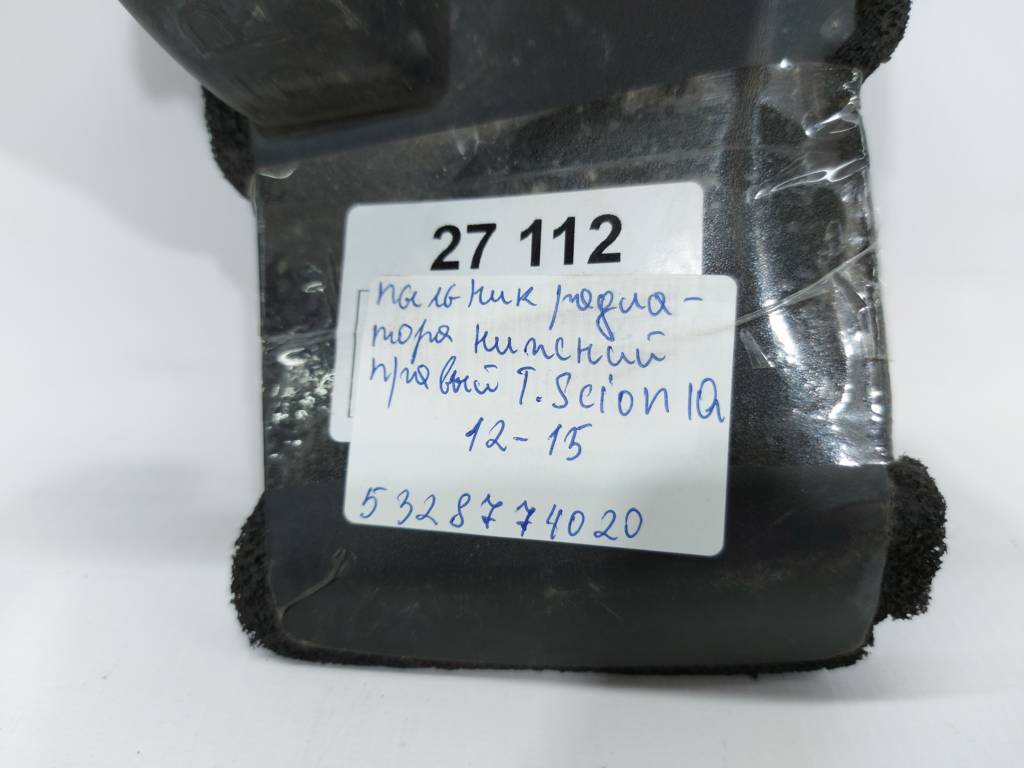 27 112
пыльник радиа-
тора нижний
правый T. Scion IQ
12-15
5328774020